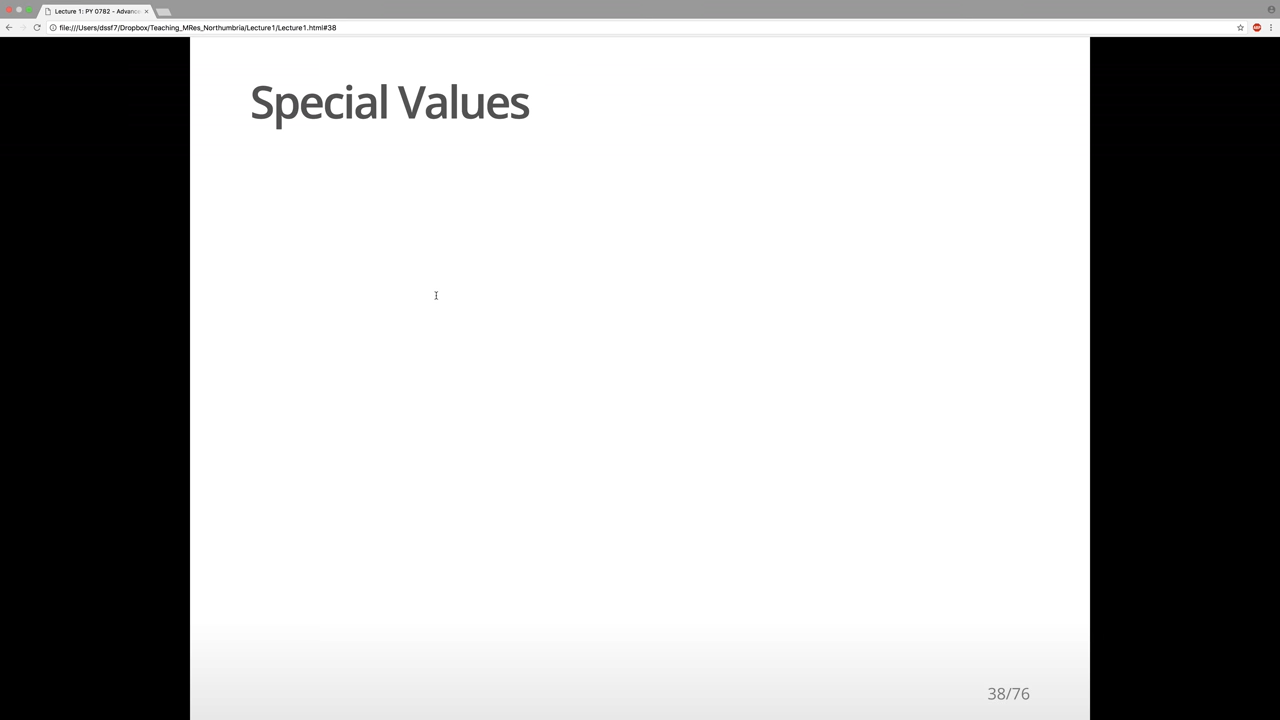 Lecture 1: PY 0782 - Advanc
file:///Users/dssf7/Dropbox/Teaching_MRes_Northumbria/Lecture1/Lecture1.html#38
Special Values
38/76